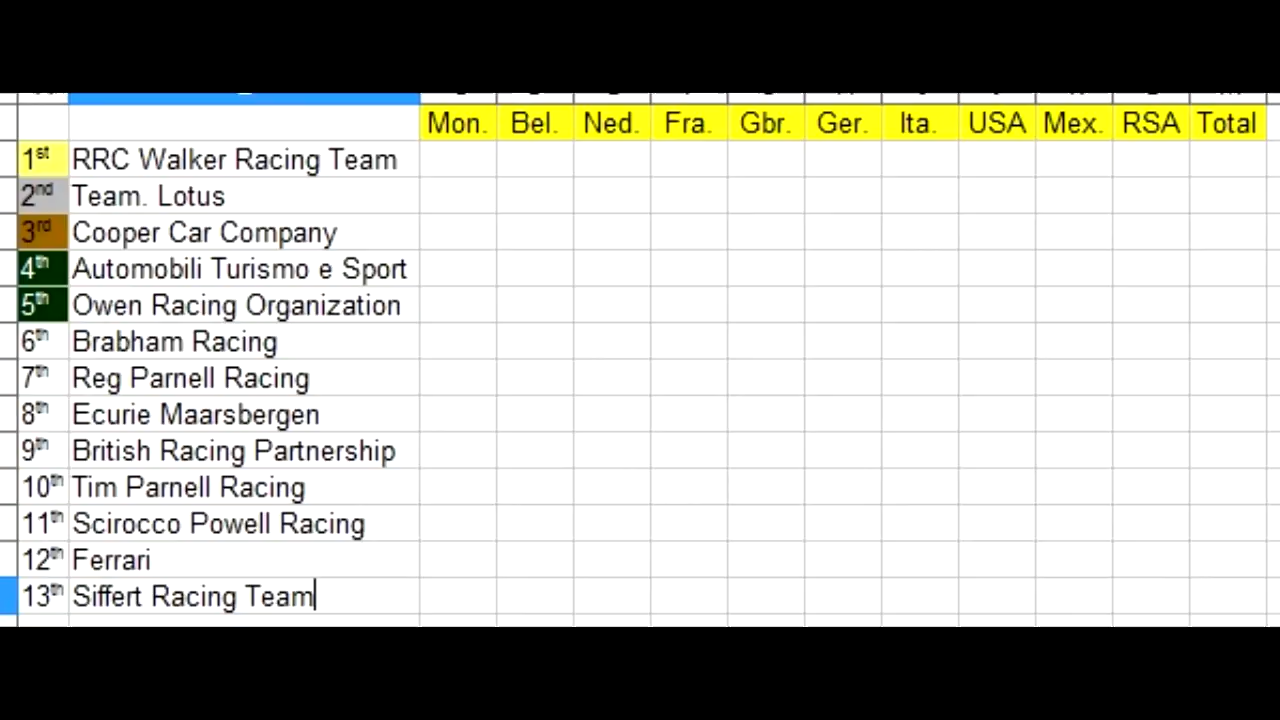 Mon. Bel. Ned. Fra. Gbr. Ger. Ita. USA Mex. RSA Total
1st RRC Walker Racing Team
2nd Team. Lotus
3rd Cooper Car Company
4th Automobili Turismo e Sport
5th Owen Racing Organization
6th Brabham Racing
7th Reg Parnell Racing
8th Ecurie Maarsbergen
9th British Racing Partnership
10th Tim Parnell Racing
11th Scirocco Powell Racing
12th Ferrari
13th Siffert Racing Team